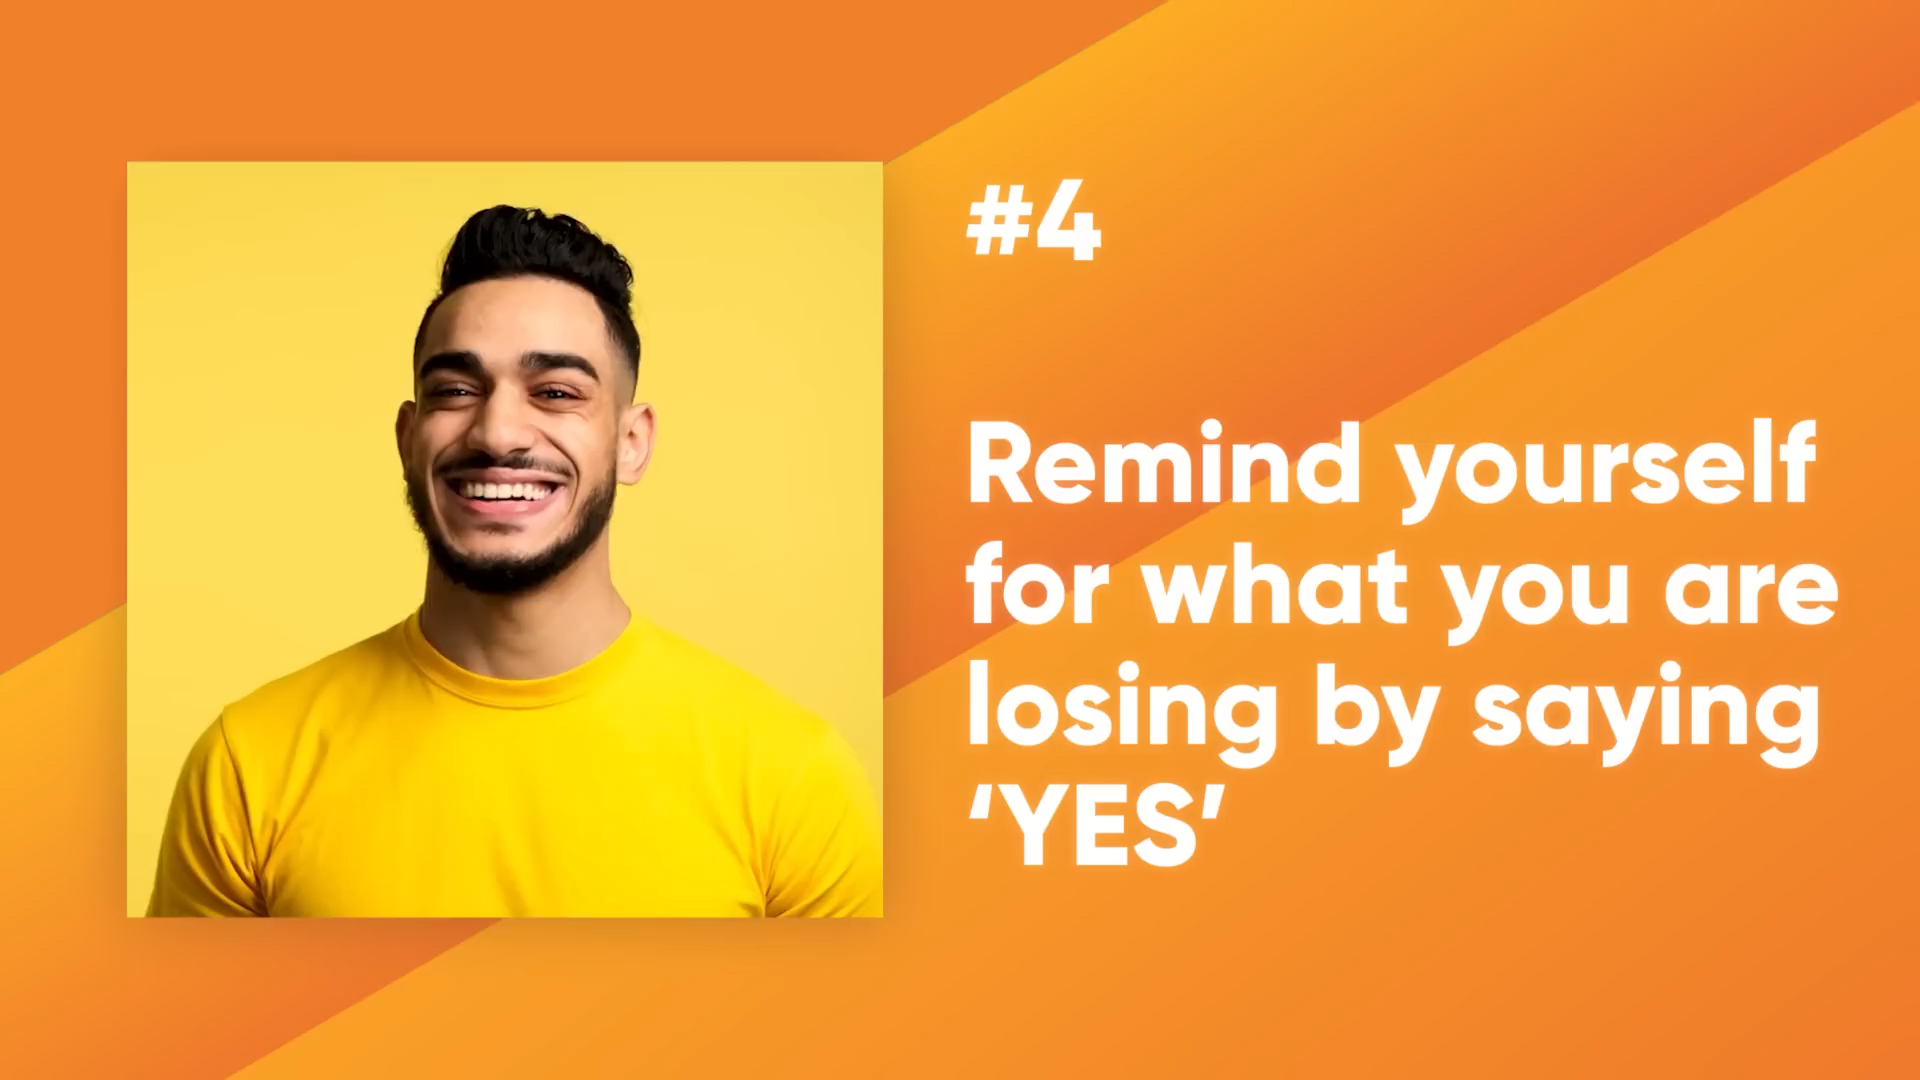 #4
Remind yourself
for what you are
losing by saying
‘YES’